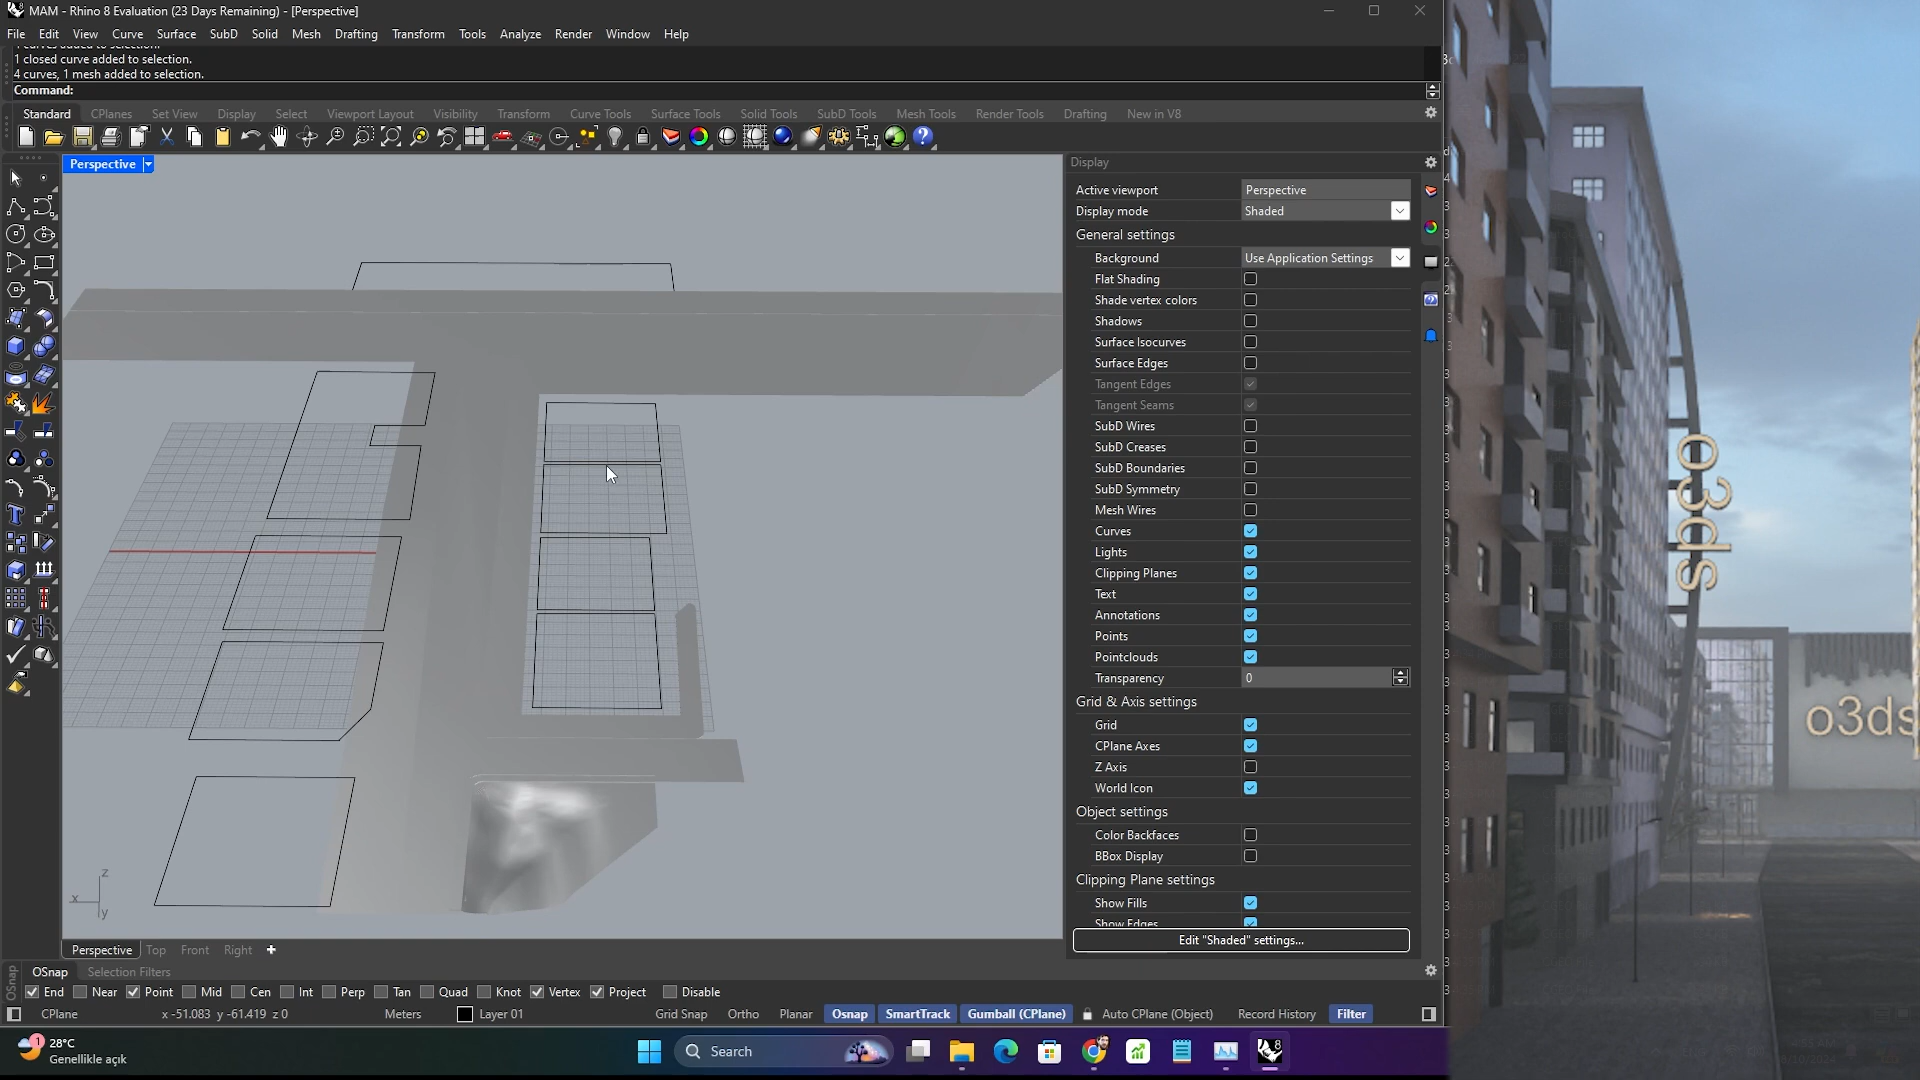 MAM - Rhino 8 Evaluation (23 Days Remaining) - [Perspective]
File Edit View Curve Surface SubD Solid Mesh Drafting Transform Tools Analyze Render Window Help
1 closed curve added to selection.
4 curves, 1 mesh added to selection.
Command:
Standard CPlanes Set View Display Select Viewport Layout Visibility Transform Curve Tools Surface Tools Solid Tools SubD Tools Mesh Tools Render Tools Drafting New in V8
Perspective
Display
Active viewport Perspective
Display mode Shaded
General settings
Background Use Application Settings
Flat Shading
Shade vertex colors
Shadows
Surface Isocurves
Surface Edges
Tangent Edges
Tangent Seams
SubD Wires
SubD Creases
SubD Boundaries
SubD Symmetry
Mesh Wires
Curves
Lights
Clipping Planes
Text
Annotations
Points
Pointclouds
Transparency 0
Grid & Axis settings
Grid
CPlane Axes
Z Axis
World Icon
Object settings
Color Backfaces
BBox Display
Clipping Plane settings
Show Fills
Show Edges
Edit "Shaded" settings...
z
x
y
Perspective Top Front Right
OSnap Selection Filters
OSnap
End Near Point Mid Cen Int Perp Tan Quad Knot Vertex Project Disable
CPlane x -51.083 y -61.419 z 0 Meters Layer 01 Grid Snap Ortho Planar Osnap SmartTrack Gumball (CPlane) Auto CPlane (Object) Record History Filter
1
28°C
Genellikle açık
Search
8
o3ds
o3ds